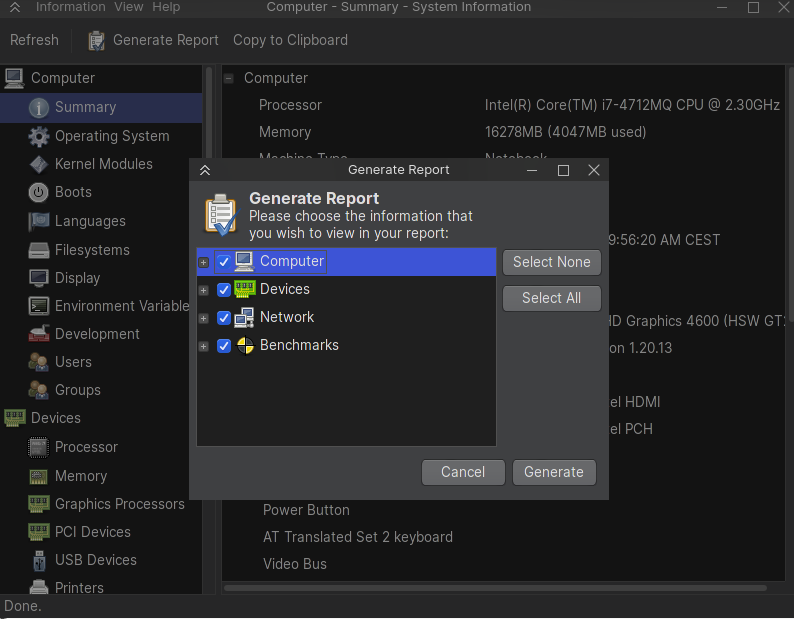 Information View Help
Computer - Summary - System Information
Refresh
Generate Report
Copy to Clipboard
Computer
Summary
Operating System
Kernel Modules
Boots
Languages
Filesystems
Display
Environment Variable
Development
Users
Groups
Devices
Processor
Memory
Graphics Processors
PCI Devices
USB Devices
Printers
Computer
Processor Intel(R) Core(TM) i7-4712MQ CPU @ 2.30GHz
Memory 16278MB (4047MB used)
Machine Type Notebook
9:56:20 AM CEST
HD Graphics 4600 (HSW GT
on 1.20.13
el HDMI
el PCH
Power Button
AT Translated Set 2 keyboard
Video Bus
Generate Report
Generate Report
Please choose the information that
you wish to view in your report:
Computer
Devices
Network
Benchmarks
Select None
Select All
Cancel
Generate
Done.